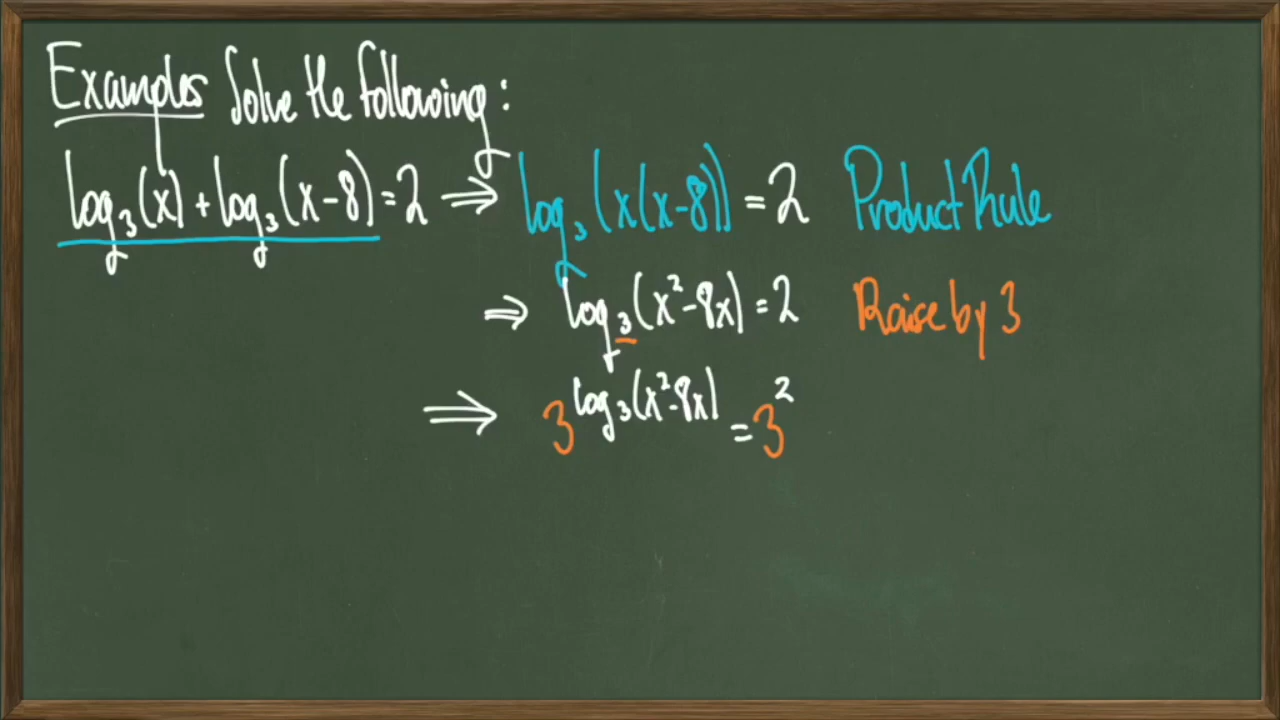 Examples Solve the following:
log₃(x) + log₃(x-8) = 2 ⇒ log₃(x(x-8)) = 2 Product Rule
⇒ log₃(x²-8x) = 2 Raise by 3
⇒ 3^log₃(x²-8x) = 3²